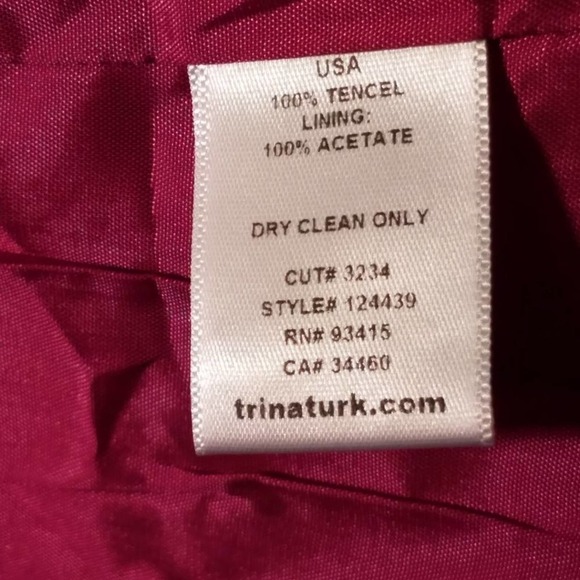 USA
100% TENCEL
LINING:
100% ACETATE
DRY CLEAN ONLY
CUT# 3234
STYLE# 124439
RN# 93415
CA# 34460
trinaturk.com